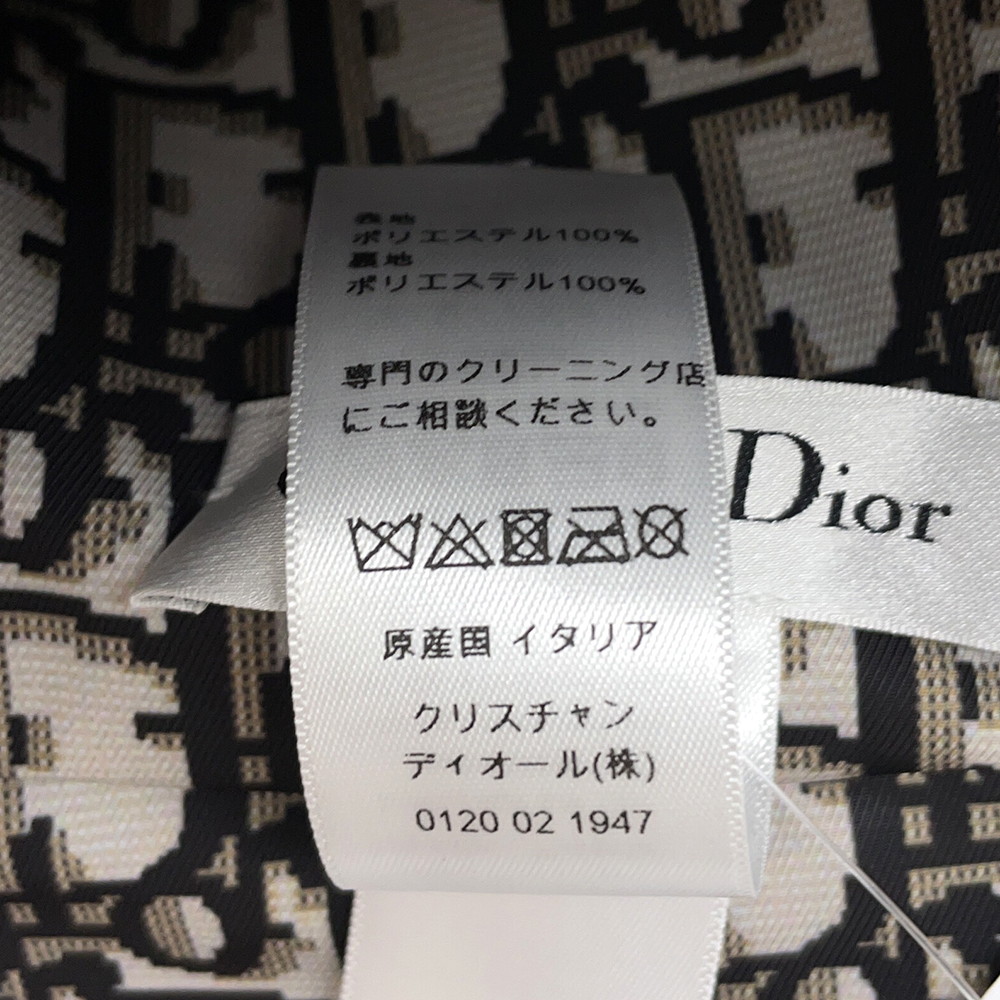 表地
ポリエステル100%
裏地
ポリエステル100%
専門のクリーニング店
にご相談ください。
Dior
原産国 イタリア
クリスチャン
ディオール(株)
0120 02 1947